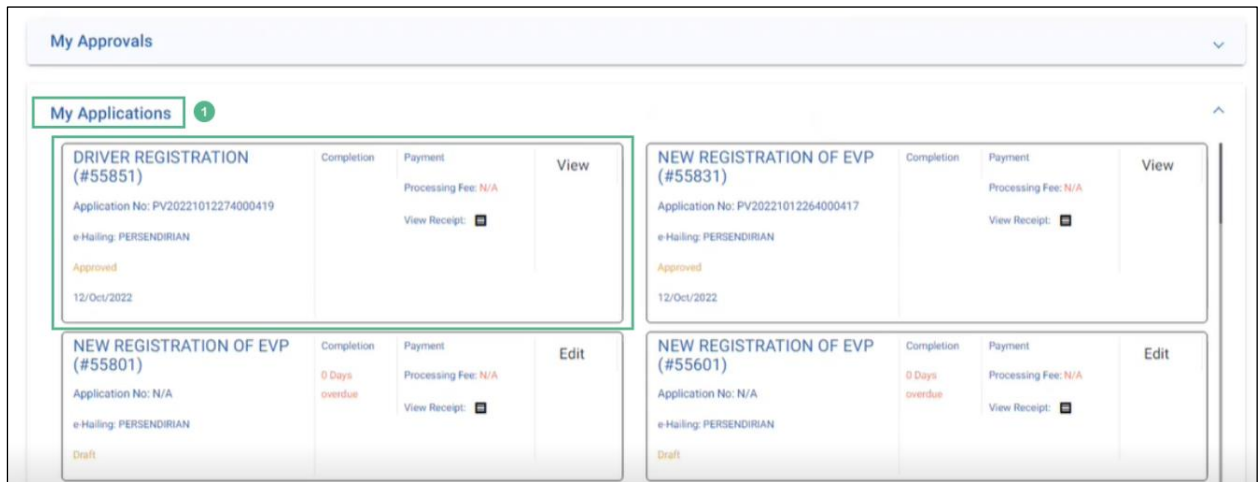 My Approvals
My Applications 1
DRIVER REGISTRATION
(#55851)
Application No: PV20221012274000419
e-Hailing: PERSENDIRIAN
Approved
12/Oct/2022
Completion
Payment
Processing Fee: N/A
View Receipt:
View
NEW REGISTRATION OF EVP
(#55831)
Application No: PV20221012264000417
e-Hailing: PERSENDIRIAN
Approved
12/Oct/2022
Completion
Payment
Processing Fee: N/A
View Receipt:
View
NEW REGISTRATION OF EVP
(#55801)
Application No: N/A
e-Hailing: PERSENDIRIAN
Draft
Completion
0 Days
overdue
Payment
Processing Fee: N/A
View Receipt:
Edit
NEW REGISTRATION OF EVP
(#55601)
Application No: N/A
e-Hailing: PERSENDIRIAN
Draft
Completion
0 Days
overdue
Payment
Processing Fee: N/A
View Receipt:
Edit